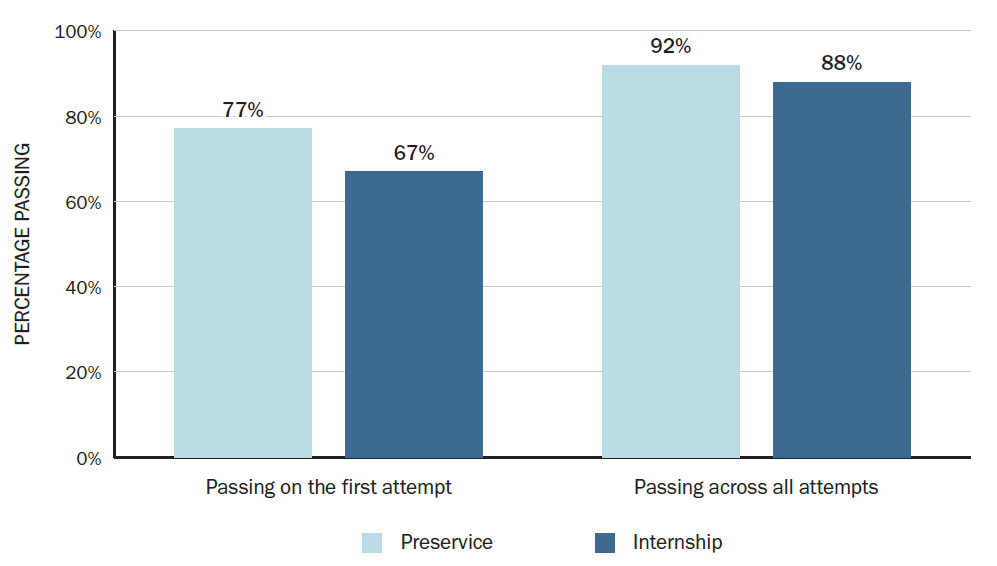 100%
80%
60%
40%
20%
0%
PERCENTAGE PASSING
77%
67%
92%
88%
Passing on the first attempt
Passing across all attempts
Preservice
Internship